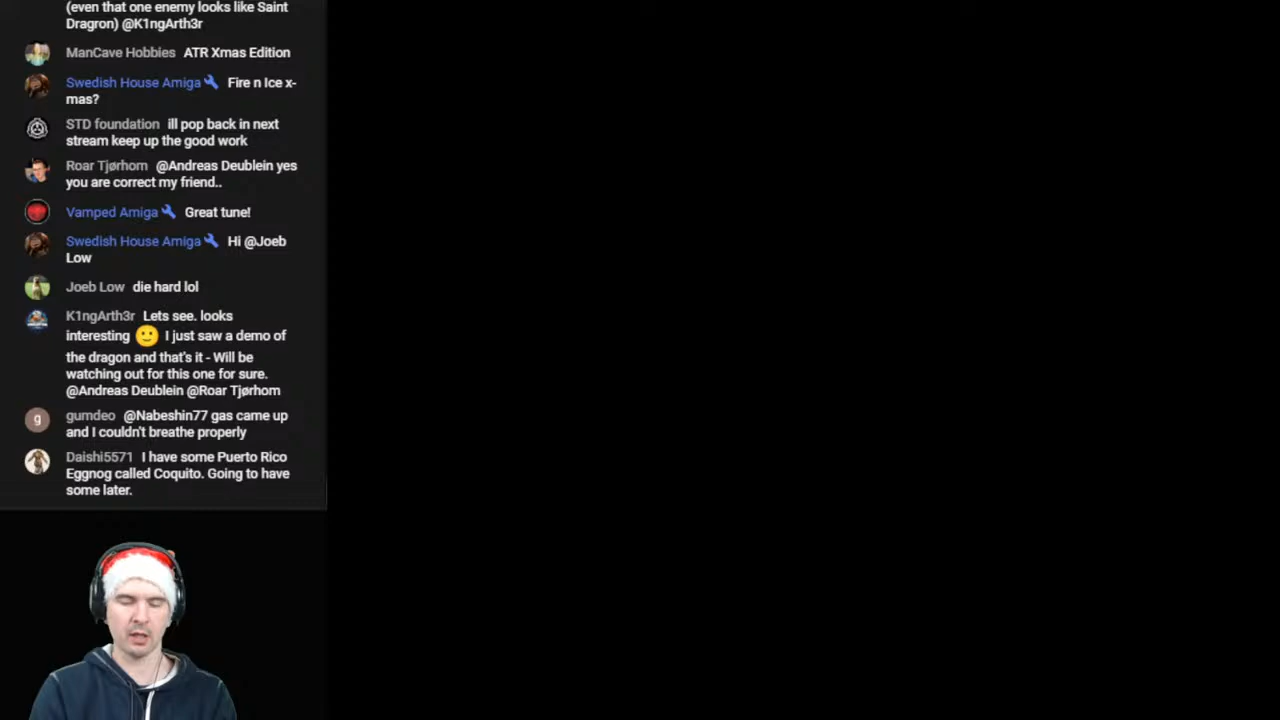 (even that one enemy looks like Saint
Dragron) @K1ngArth3r
ManCave Hobbies ATR Xmas Edition
Swedish House Amiga Fire n Ice x-
mas?
STD foundation ill pop back in next
stream keep up the good work
Roar Tjørhom @Andreas Deublein yes
you are correct my friend..
Vamped Amiga Great tune!
Swedish House Amiga Hi @Joeb
Low
Joeb Low die hard lol
K1ngArth3r Lets see. looks
interesting 🙂 I just saw a demo of
the dragon and that's it - Will be
watching out for this one for sure.
@Andreas Deublein @Roar Tjørhom
g
gumdeo @Nabeshin77 gas came up
and I couldn't breathe properly
Daishi5571 I have some Puerto Rico
Eggnog called Coquito. Going to have
some later.